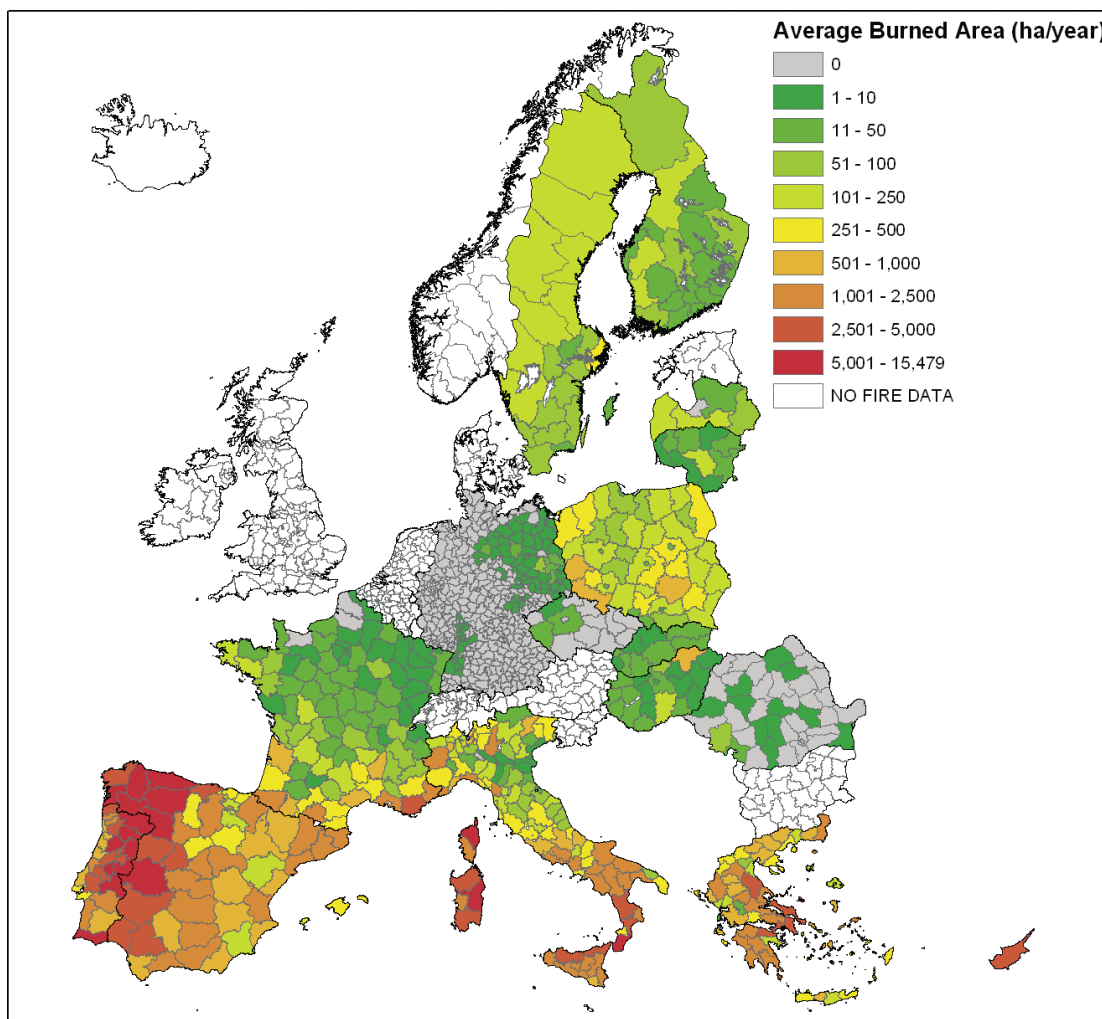 Average Burned Area (ha/year)
0
1 - 10
11 - 50
51 - 100
101 - 250
251 - 500
501 - 1,000
1,001 - 2,500
2,501 - 5,000
5,001 - 15,479
NO FIRE DATA